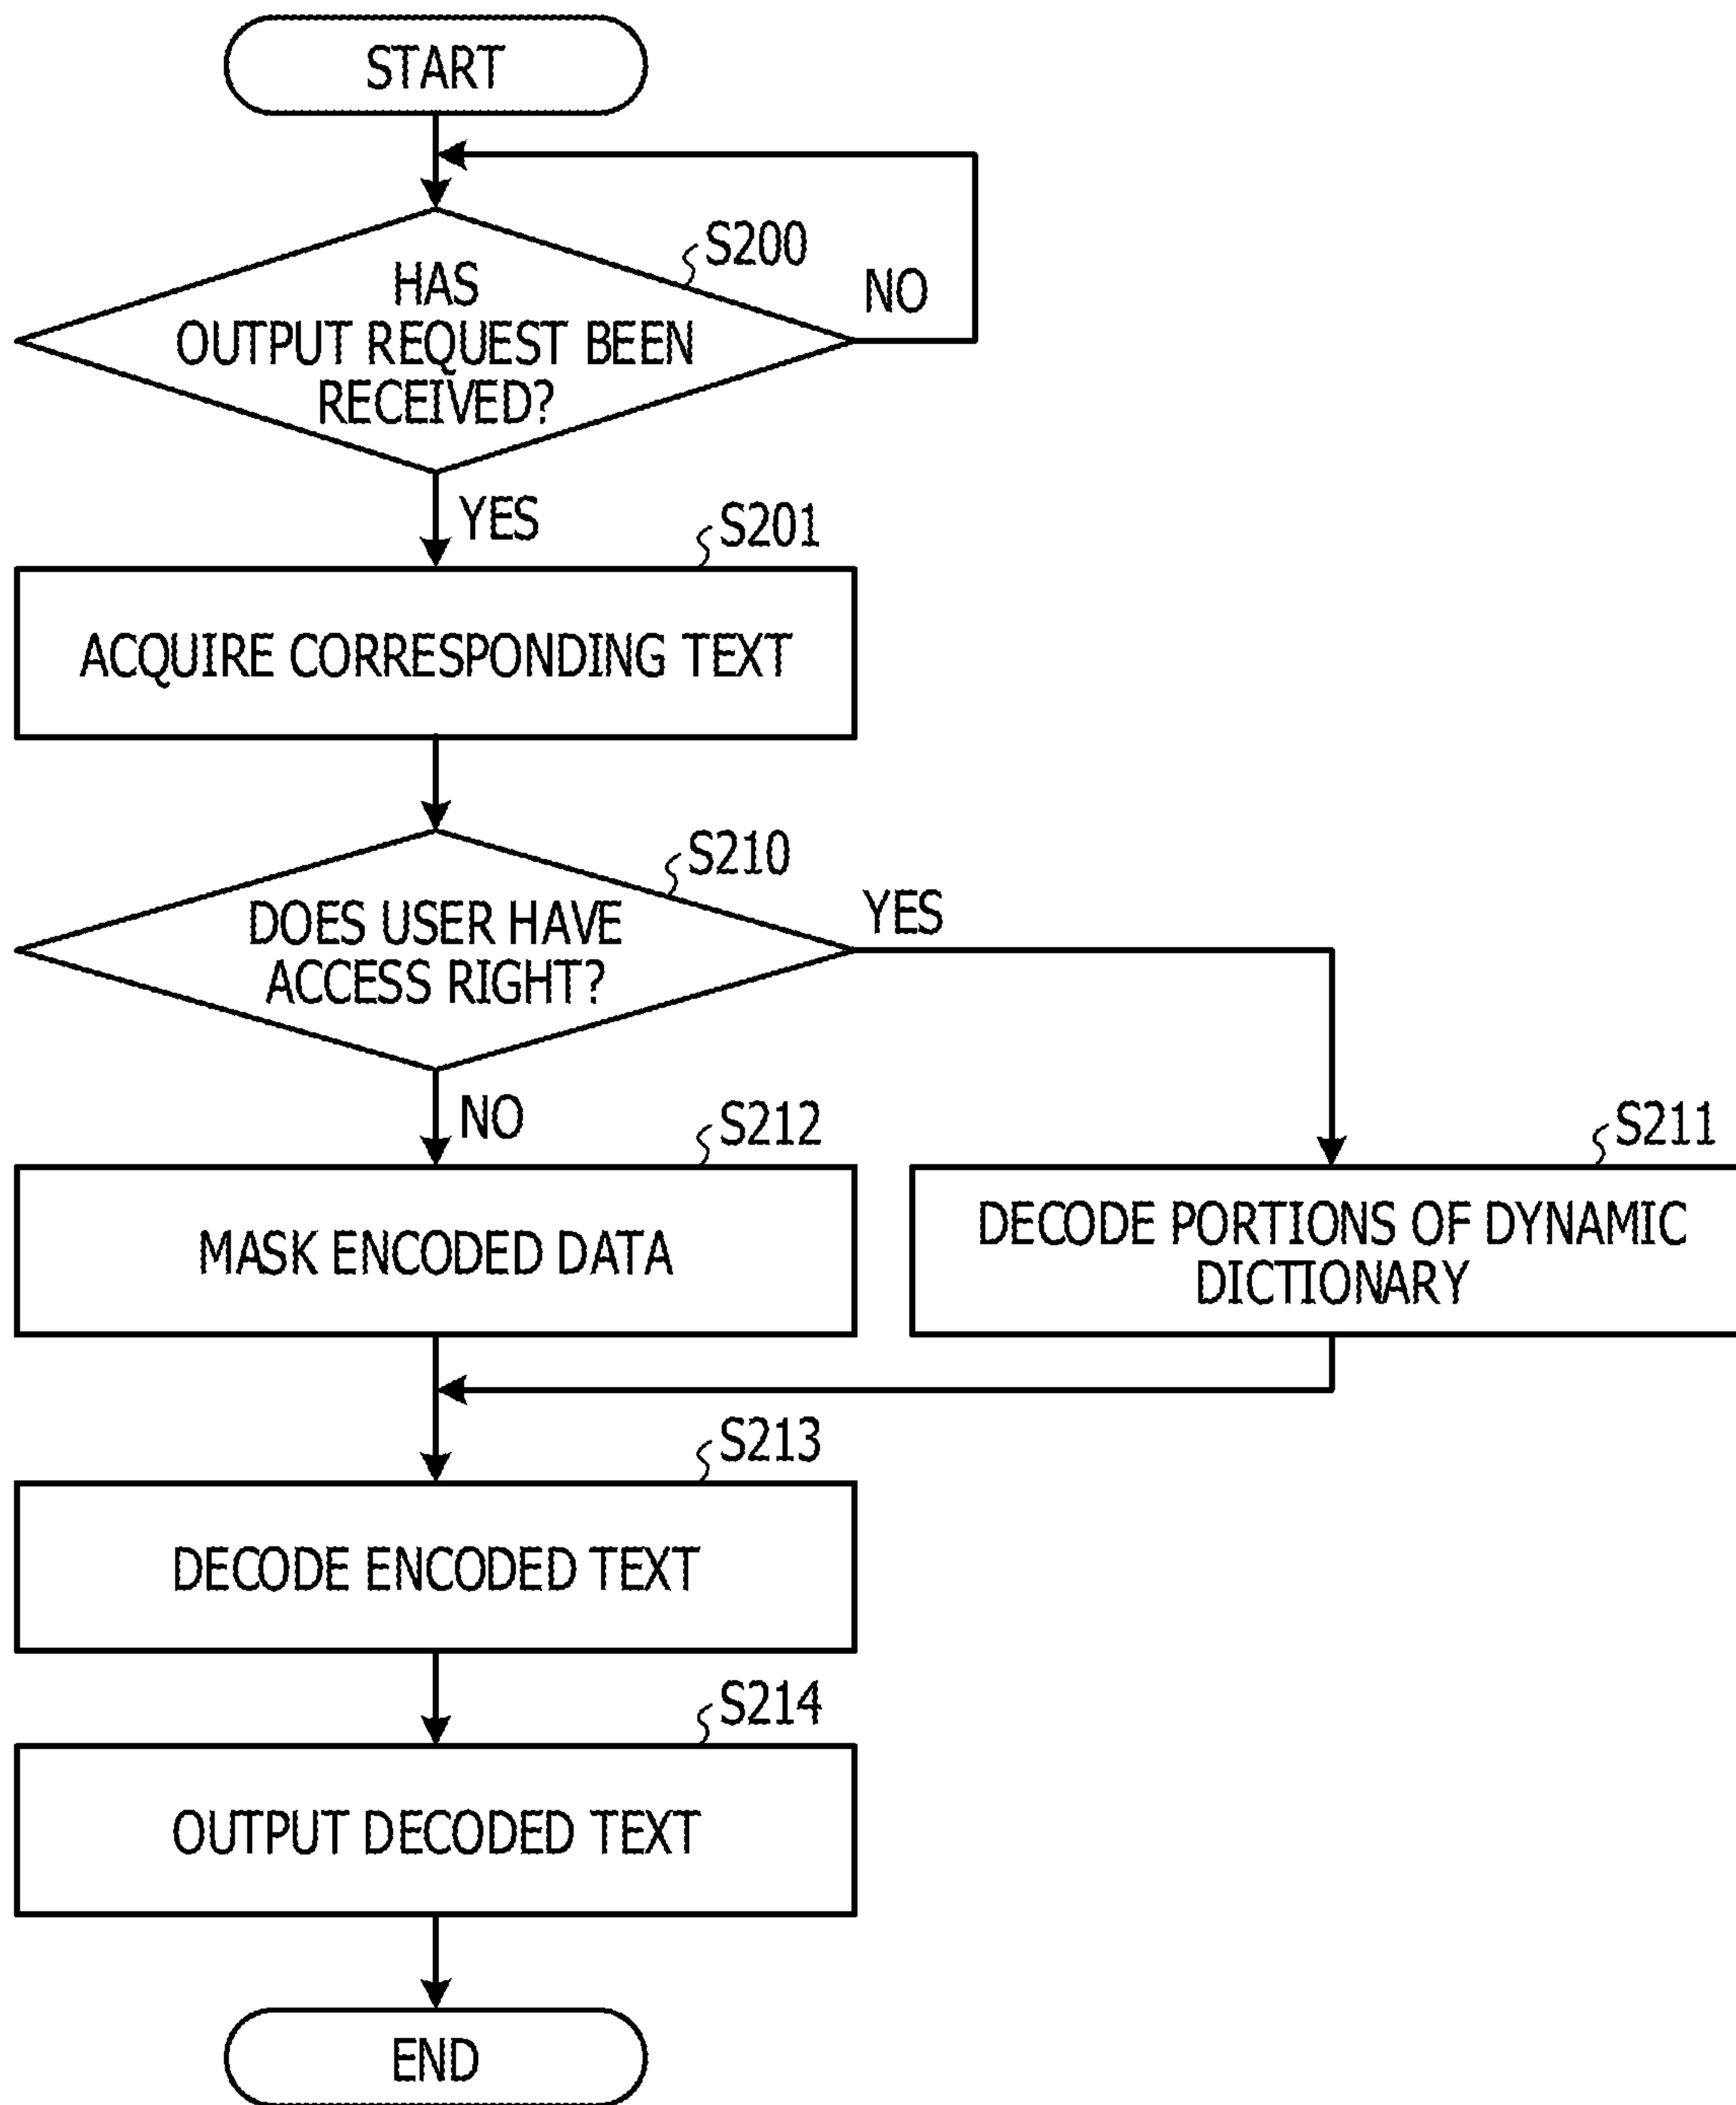 START
S200
HAS
OUTPUT REQUEST BEEN
RECEIVED?
NO
YES
S201
ACQUIRE CORRESPONDING TEXT
S210
DOES USER HAVE
ACCESS RIGHT?
YES
NO
S212
MASK ENCODED DATA
S211
DECODE PORTIONS OF DYNAMIC
DICTIONARY
S213
DECODE ENCODED TEXT
S214
OUTPUT DECODED TEXT
END